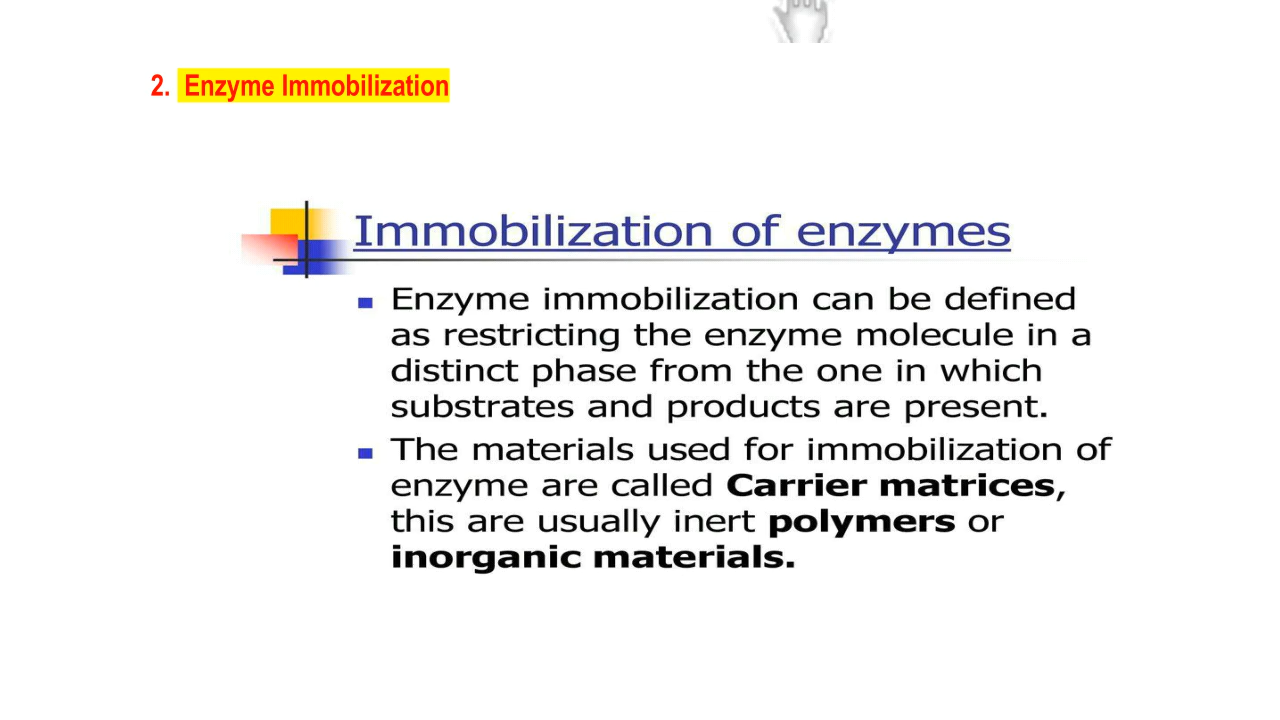 2. Enzyme Immobilization
Immobilization of enzymes
Enzyme immobilization can be defined
as restricting the enzyme molecule in a
distinct phase from the one in which
substrates and products are present.
The materials used for immobilization of
enzyme are called Carrier matrices,
this are usually inert polymers or
inorganic materials.